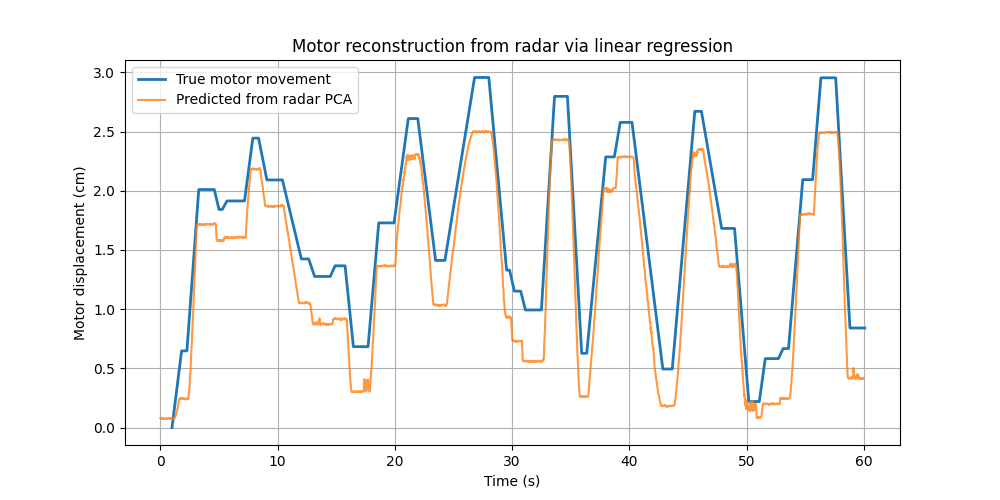 Motor reconstruction from radar via linear regression
True motor movement
Predicted from radar PCA
Motor displacement (cm)
3.0
2.5
2.0
1.5
1.0
0.5
0.0
0 10 20 30 40 50 60
Time (s)